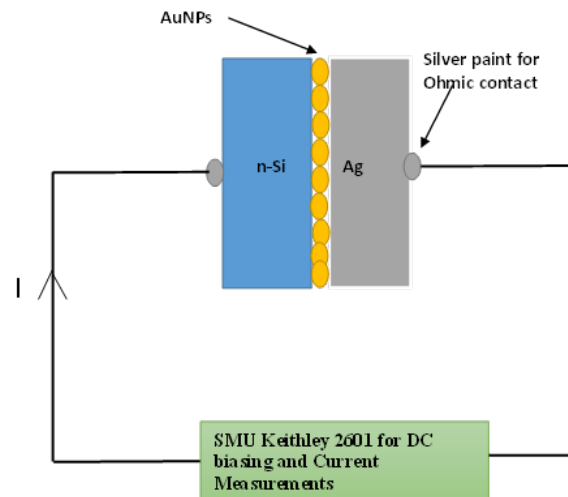 AuNPs
Silver paint for
Ohmic contact
n-Si
Ag
I
SMU Keithley 2601 for DC
biasing and Current
Measurements